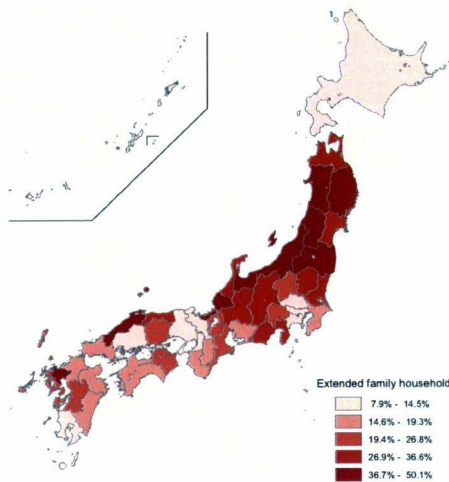 Extended family household
7.9% - 14.5%
14.6% - 19.3%
19.4% - 26.8%
26.9% - 36.6%
36.7% - 50.1%